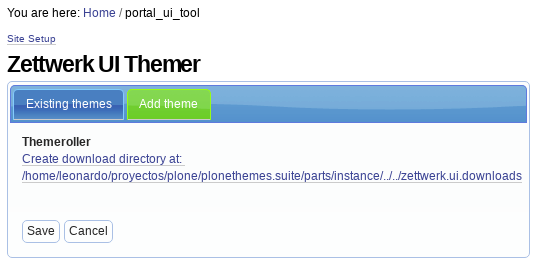 You are here: Home / portal_ui_tool
Site Setup
Zettwerk UI Themer
Existing themes Add theme
Themeroller
Create download directory at:
/home/leonardo/proyectos/plone/plonethemes.suite/parts/instance/../../zettwerk.ui.downloads
Save Cancel